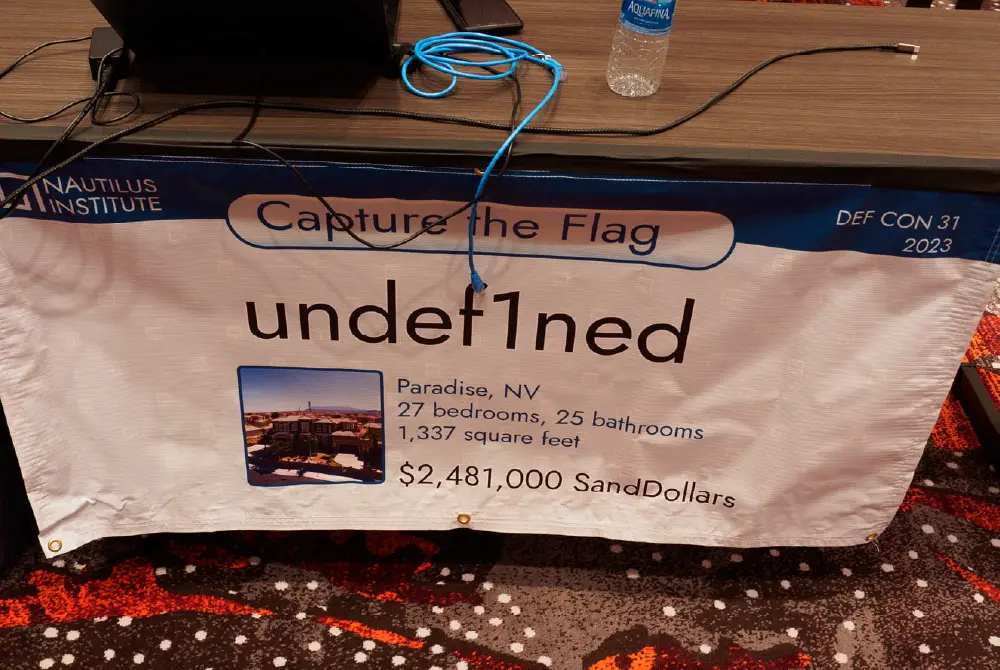 AQUAFINA
NAUTILUS
INSTITUTE
Capture the Flag
DEF CON 31
2023
undef1ned
Paradise, NV
27 bedrooms, 25 bathrooms
1,337 square feet
$2,481,000 SandDollars